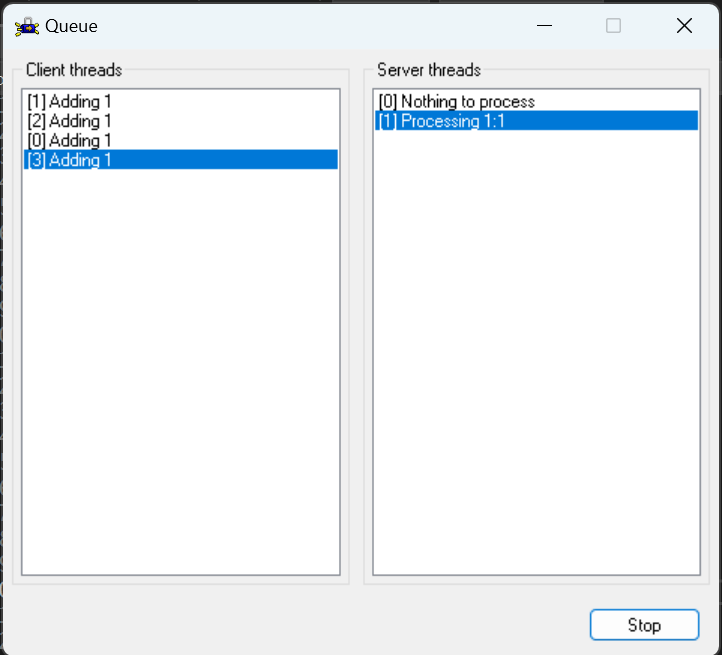 Queue
Client threads
[1] Adding 1
[2] Adding 1
[0] Adding 1
[3] Adding 1
Server threads
[0] Nothing to process
[1] Processing 1:1
Stop